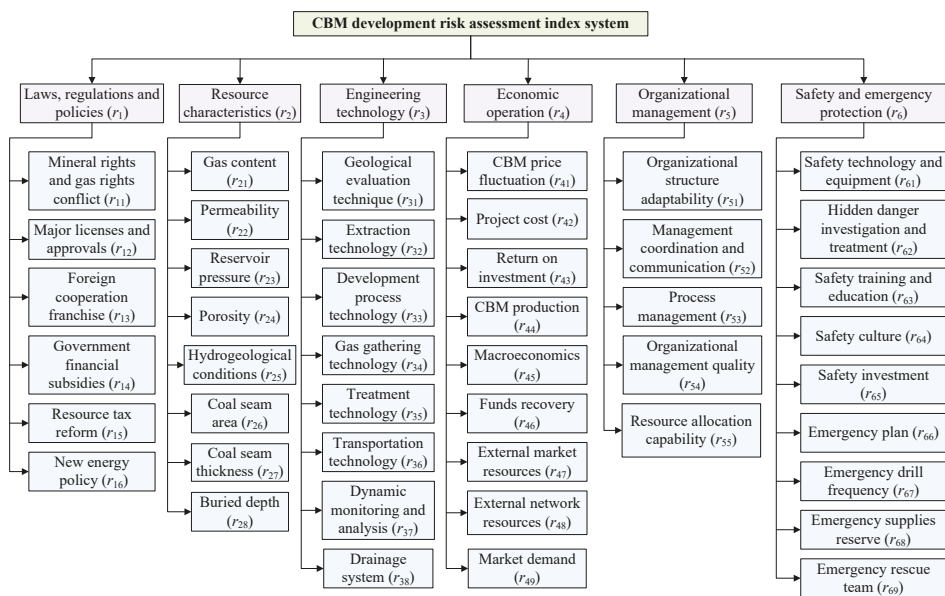 CBM development risk assessment index system
Laws, regulations and
policies (r1)
Mineral rights
and gas rights
conflict (r11)
Major licenses and
approvals (r12)
Foreign
cooperation
franchise (r13)
Government
financial
subsidies (r14)
Resource tax
reform (r15)
New energy
policy (r16)
Resource
characteristics (r2)
Gas content
(r21)
Permeability
(r22)
Reservoir
pressure (r23)
Porosity (r24)
Hydrogeological
conditions (r25)
Coal seam
area (r26)
Coal seam
thickness (r27)
Buried depth
(r28)
Engineering
technology (r3)
Geological
evaluation
technique (r31)
Extraction
technology (r32)
Development
process
technology (r33)
Gas gathering
technology (r34)
Treatment
technology (r35)
Transportation
technology (r36)
Dynamic
monitoring and
analysis (r37)
Drainage
system (r38)
Economic
operation (r4)
CBM price
fluctuation (r41)
Project cost (r42)
Return on
investment (r43)
CBM production
(r44)
Macroeconomics
(r45)
Funds recovery
(r46)
External market
resources (r47)
External network
resources (r48)
Market demand
(r49)
Organizational
management (r5)
Organizational
structure
adaptability (r51)
Management
coordination and
communication (r52)
Process
management (r53)
Organizational
management quality
(r54)
Resource allocation
capability (r55)
Safety and emergency
protection (r6)
Safety technology and
equipment (r61)
Hidden danger
investigation and
treatment (r62)
Safety training and
education (r63)
Safety culture (r64)
Safety investment
(r65)
Emergency plan (r66)
Emergency drill
frequency (r67)
Emergency supplies
reserve (r68)
Emergency rescue
team (r69)